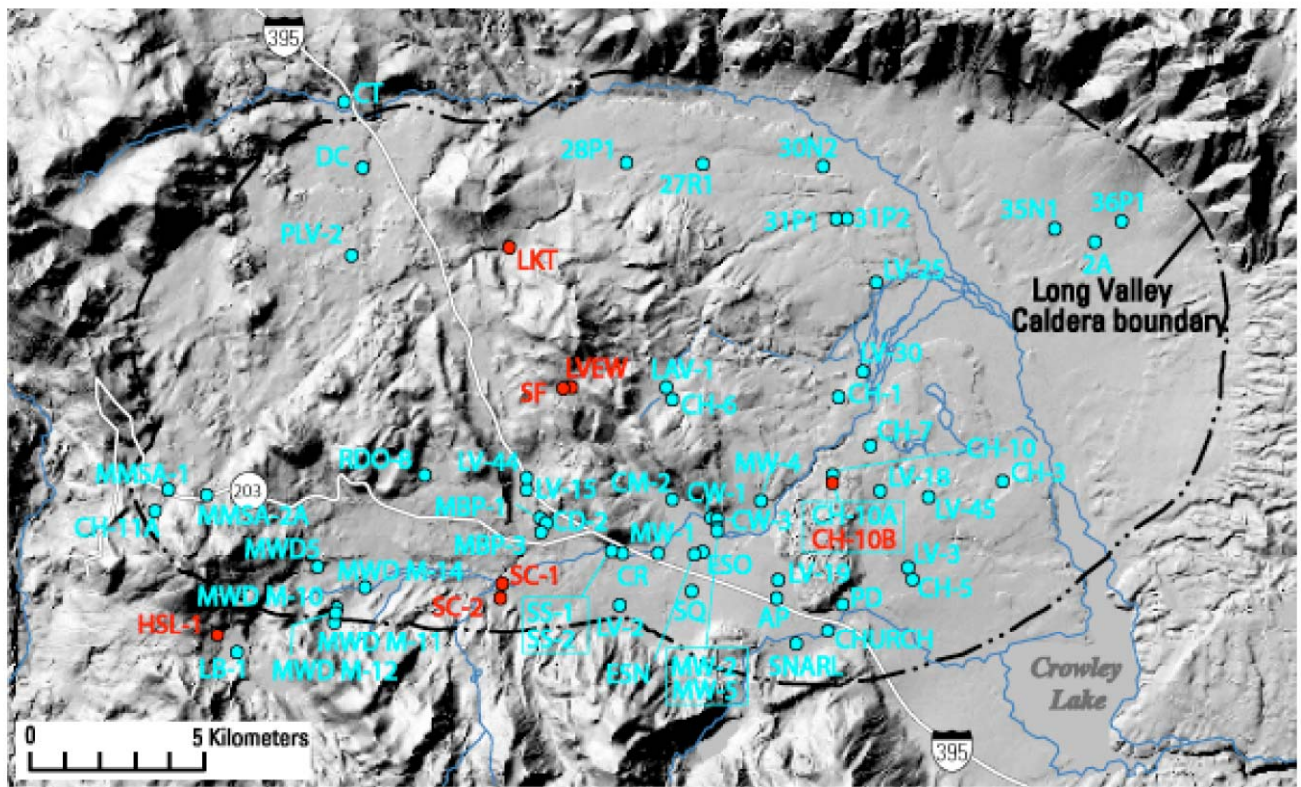 395
CT
DC
28P1
27R1
30N2
PLV-2
31P1
31P2
35N1
36P1
2A
LKT
LV-25
Long Valley
Caldera boundary
LV-30
LVEW
SF
LAV-1
CH-6
CH-1
CH-7
CH-10
MMSA-1
RDO-8
LV-44
CM-2
CW-1
MW-4
LV-18
CH-3
203
LV-15
CH-11A
MMSA-2A
MBP-1
CD-2
CW-3
CH-10A
CH-10B
LV-45
MBP-3
MW-1
MWD5
MWD M-14
CR
ESO
LV-3
LV-19
CH-5
MWD M-10
SC-1
SC-2
SS-1
SS-2
LV-2
SQ
AP
PD
HSL-1
MWD M-11
MWD M-12
LB-1
ESN
MW-2
MW-5
CHURCH
SNARL
Crowley
Lake
0 5 Kilometers
395